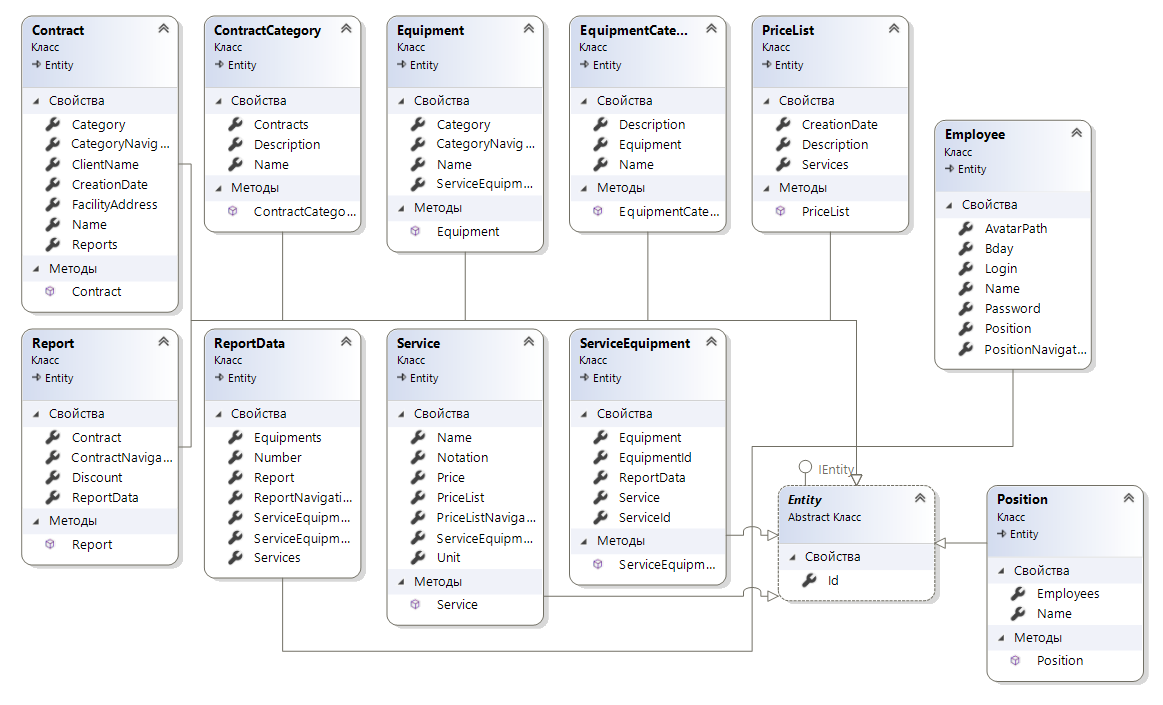 Contract
Класс
Entity
Свойства
Category
CategoryNavig...
ClientName
CreationDate
FacilityAddress
Name
Reports
Методы
Contract
ContractCategory
Класс
Entity
Свойства
Contracts
Description
Name
Методы
ContractCatego...
Equipment
Класс
Entity
Свойства
Category
CategoryNavig...
Name
ServiceEquipm...
Методы
Equipment
EquipmentCate...
Класс
Entity
Свойства
Description
Equipment
Name
Методы
EquipmentCate...
PriceList
Класс
Entity
Свойства
CreationDate
Description
Services
Методы
PriceList
Employee
Класс
Entity
Свойства
AvatarPath
Bday
Login
Name
Password
Position
PositionNavigat...
Report
Класс
Entity
Свойства
Contract
ContractNaviga...
Discount
ReportData
Методы
Report
ReportData
Класс
Entity
Свойства
Equipments
Number
Report
ReportNavigati...
ServiceEquipm...
ServiceEquipm...
Services
Service
Класс
Entity
Свойства
Name
Notation
Price
PriceList
PriceListNaviga...
ServiceEquipm...
Unit
Методы
Service
ServiceEquipment
Класс
Entity
Свойства
Equipment
EquipmentId
ReportData
Service
ServiceId
Методы
ServiceEquipm...
IEntity
Entity
Abstract Класс
Свойства
Id
Position
Класс
Entity
Свойства
Employees
Name
Методы
Position